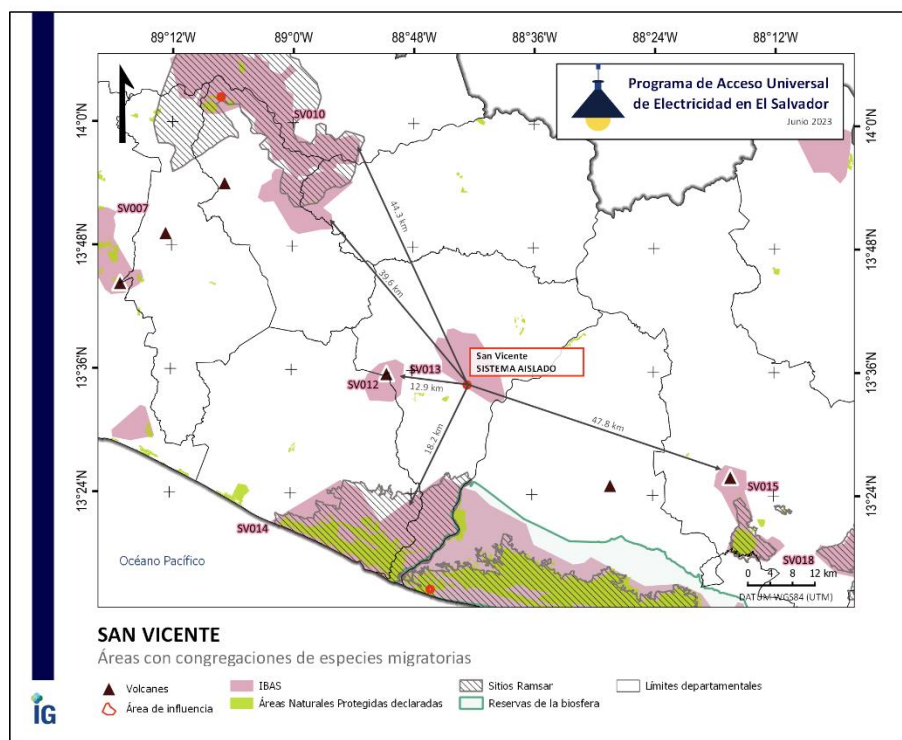 89°12'W 89°0'W 88°48'W 88°36'W 88°24'W 88°12'W
Programa de Acceso Universal
de Electricidad en El Salvador
Junio 2023
14°0'N 14°0'N
SV010
SV007
44.3 km
13°48'N 13°48'N
39.6 km
San Vicente
SISTEMA AISLADO
13°36'N 13°36'N
SV013
SV012
12.9 km
47.8 km
18.2 km
13°24'N 13°24'N
SV015
SV014
SV018
Océano Pacífico
0 4 8 12 km
DATUM WGS84 (UTM)
SAN VICENTE
Áreas con congregaciones de especies migratorias
Volcanes IBAS Sitios Ramsar Límites departamentales
Área de influencia Áreas Naturales Protegidas declaradas Reservas de la biosfera
IG